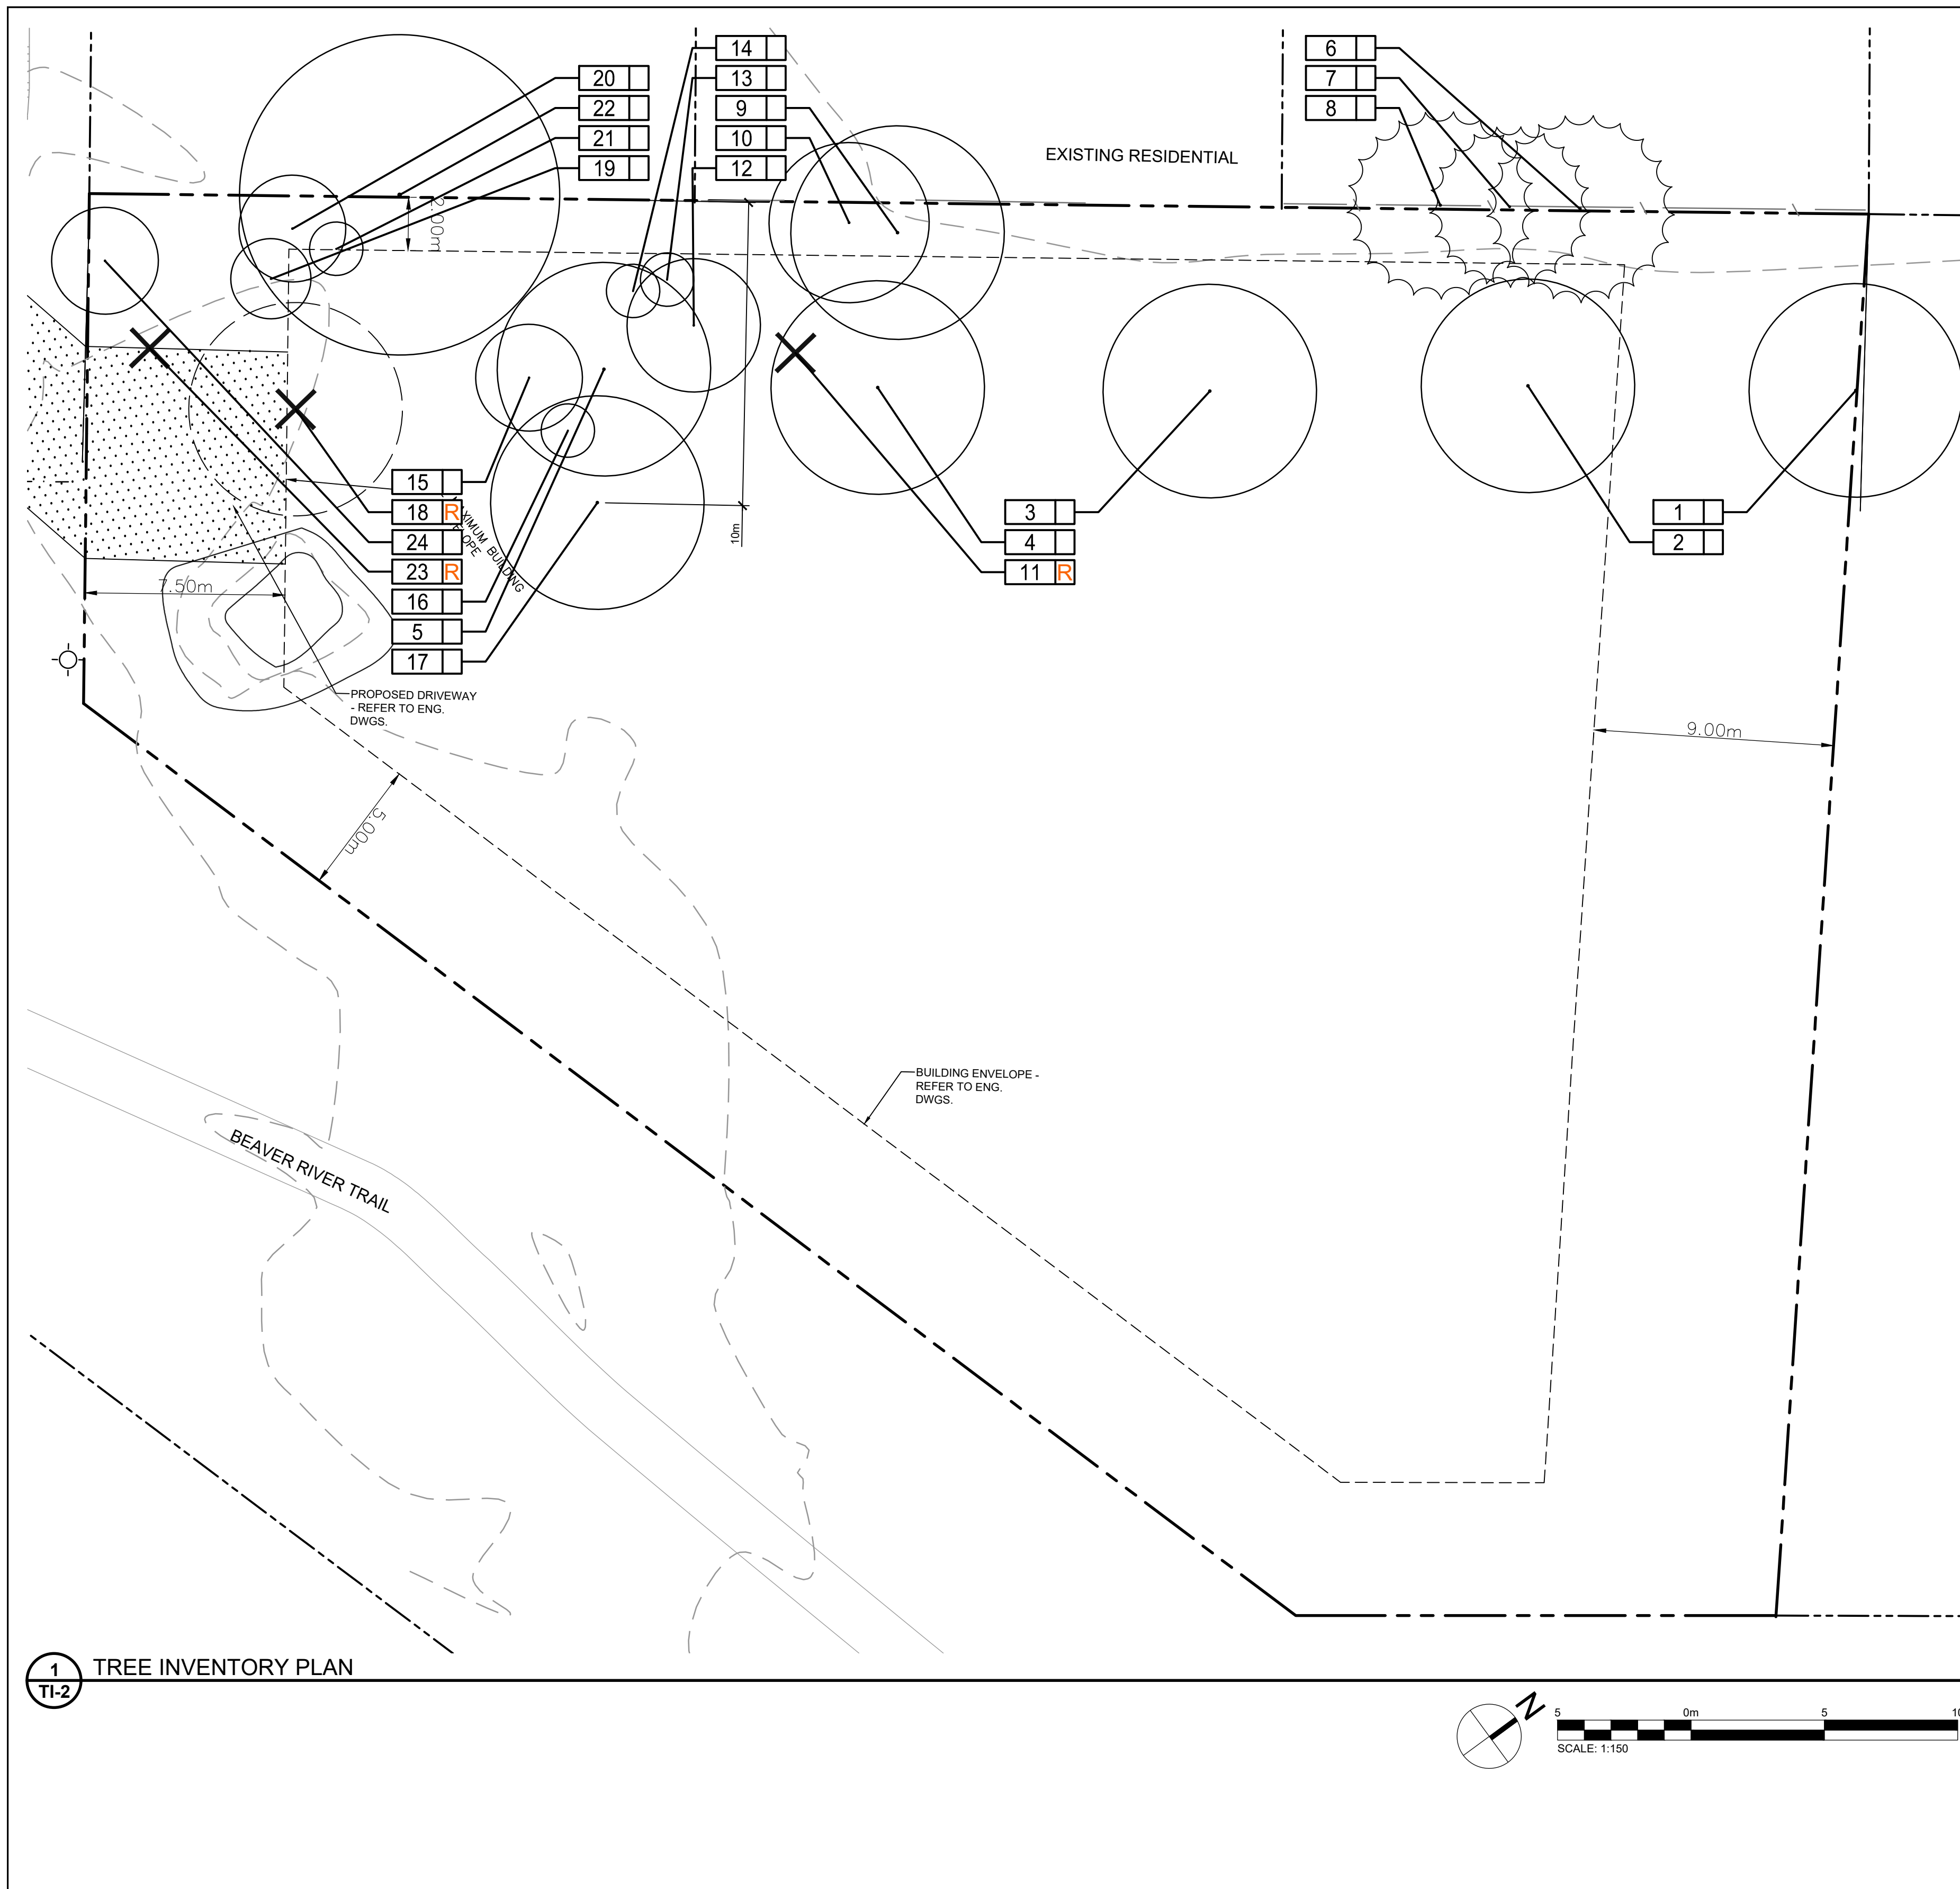 14
6
20
13
7
22
9
8
21
10
19
12
EXISTING RESIDENTIAL
2.00m
15
18 R
24
23 R
16
5
17
BUILDING
10m
3
4
11 R
1
2
7.50m
PROPOSED DRIVEWAY
- REFER TO ENG.
DWGS.
9.00m
5.00m
BUILDING ENVELOPE -
REFER TO ENG.
DWGS.
BEAVER RIVER TRAIL
1
TI-2
TREE INVENTORY PLAN
N
5 0m 5 10
SCALE: 1:150